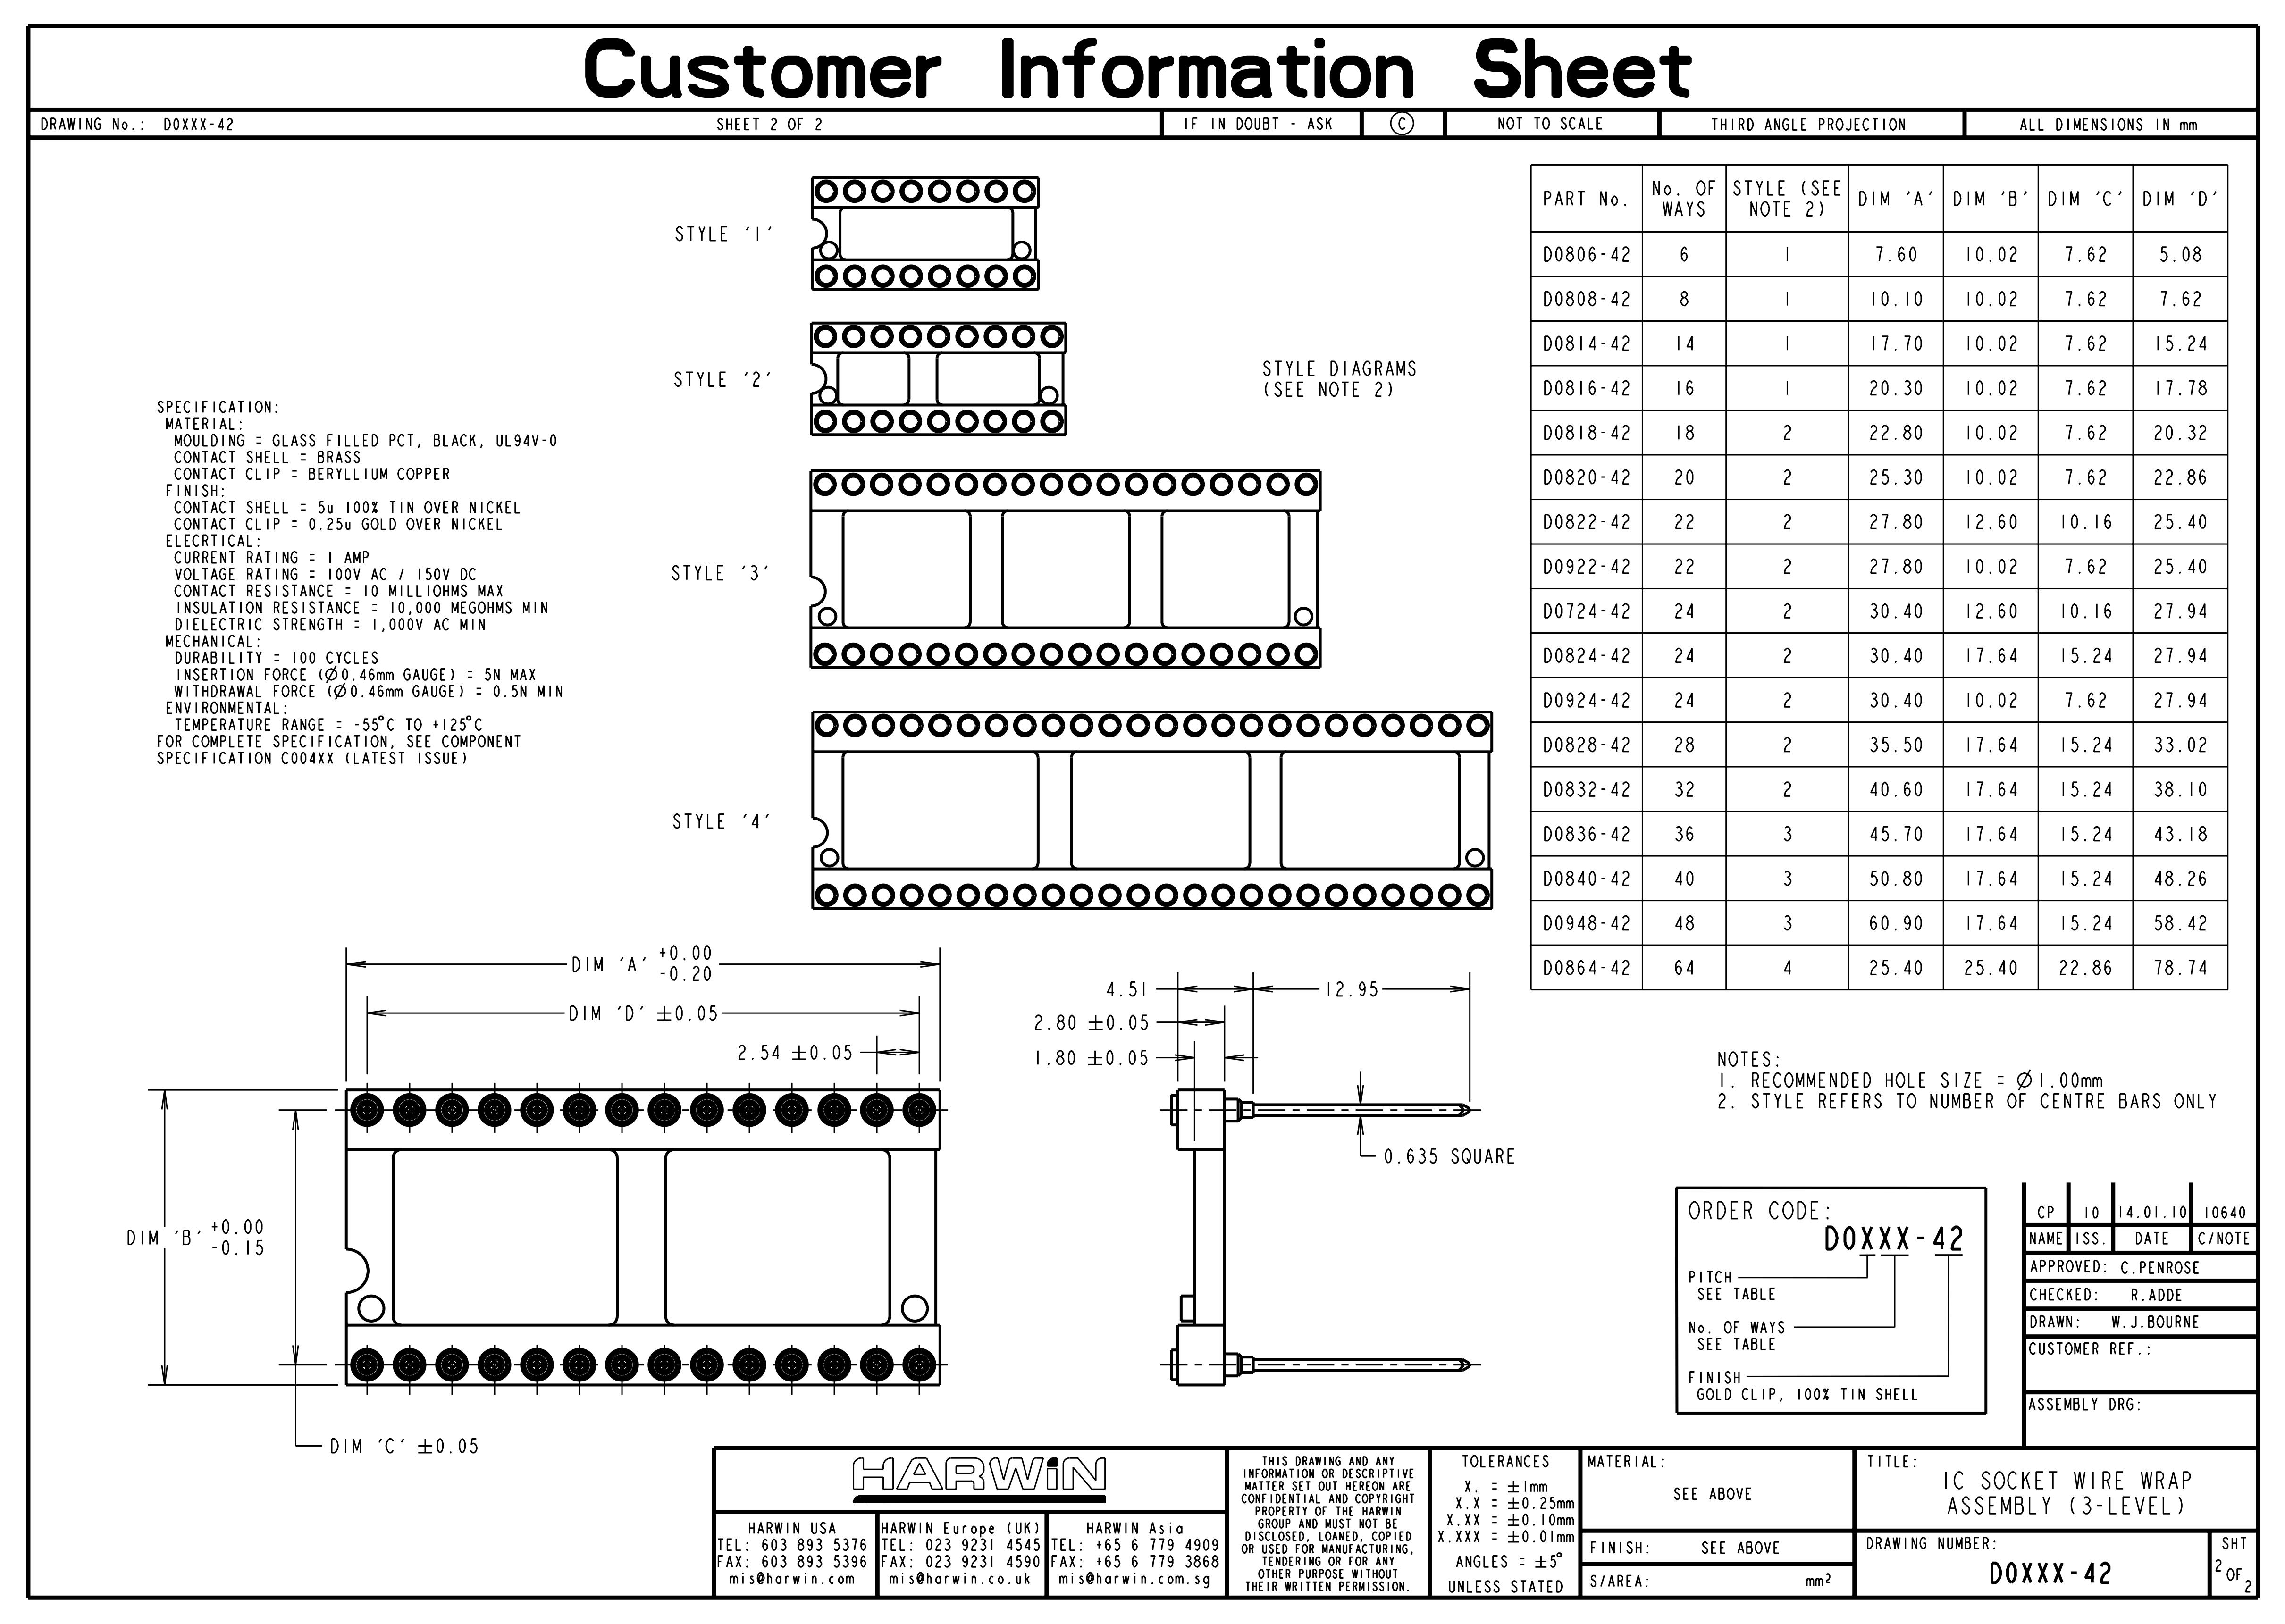 Customer Information Sheet
DRAWING No.: D0XXX-42
SHEET 2 OF 2
IF IN DOUBT - ASK
C
NOT TO SCALE
THIRD ANGLE PROJECTION
ALL DIMENSIONS IN mm
STYLE '1'
STYLE '2'
STYLE '3'
STYLE '4'
STYLE DIAGRAMS
(SEE NOTE 2)
SPECIFICATION:
MATERIAL:
MOULDING = GLASS FILLED PCT, BLACK, UL94V-0
CONTACT SHELL = BRASS
CONTACT CLIP = BERYLLIUM COPPER
FINISH:
CONTACT SHELL = 5u 100% TIN OVER NICKEL
CONTACT CLIP = 0.25u GOLD OVER NICKEL
ELECRTICAL:
CURRENT RATING = 1 AMP
VOLTAGE RATING = 100V AC / 150V DC
CONTACT RESISTANCE = 10 MILLIOHMS MAX
INSULATION RESISTANCE = 10,000 MEGOHMS MIN
DIELECTRIC STRENGTH = 1,000V AC MIN
MECHANICAL:
DURABILITY = 100 CYCLES
INSERTION FORCE (Ø0.46mm GAUGE) = 5N MAX
WITHDRAWAL FORCE (Ø0.46mm GAUGE) = 0.5N MIN
ENVIRONMENTAL:
TEMPERATURE RANGE = -55°C TO +125°C
FOR COMPLETE SPECIFICATION, SEE COMPONENT
SPECIFICATION C004XX (LATEST ISSUE)
PART No. No. OF WAYS STYLE (SEE NOTE 2) DIM 'A' DIM 'B' DIM 'C' DIM 'D'
D0806-42 6 1 7.60 10.02 7.62 5.08
D0808-42 8 1 10.10 10.02 7.62 7.62
D0814-42 14 1 17.70 10.02 7.62 15.24
D0816-42 16 1 20.30 10.02 7.62 17.78
D0818-42 18 2 22.80 10.02 7.62 20.32
D0820-42 20 2 25.30 10.02 7.62 22.86
D0822-42 22 2 27.80 12.60 10.16 25.40
D0922-42 22 2 27.80 10.02 7.62 25.40
D0724-42 24 2 30.40 12.60 10.16 27.94
D0824-42 24 2 30.40 17.64 15.24 27.94
D0924-42 24 2 30.40 10.02 7.62 27.94
D0828-42 28 2 35.50 17.64 15.24 33.02
D0832-42 32 2 40.60 17.64 15.24 38.10
D0836-42 36 3 45.70 17.64 15.24 43.18
D0840-42 40 3 50.80 17.64 15.24 48.26
D0948-42 48 3 60.90 17.64 15.24 58.42
D0864-42 64 4 25.40 25.40 22.86 78.74
DIM 'A' +0.00 -0.20
DIM 'D' ±0.05
2.54 ±0.05
DIM 'B' +0.00 -0.15
DIM 'C' ±0.05
4.51
12.95
2.80 ±0.05
1.80 ±0.05
0.635 SQUARE
NOTES:
1. RECOMMENDED HOLE SIZE = Ø1.00mm
2. STYLE REFERS TO NUMBER OF CENTRE BARS ONLY
ORDER CODE:
D0XXX-42
PITCH
SEE TABLE
No. OF WAYS
SEE TABLE
FINISH
GOLD CLIP, 100% TIN SHELL
CP 10 14.01.10 10640
NAME ISS. DATE C/NOTE
APPROVED: C.PENROSE
CHECKED: R.ADDE
DRAWN: W.J.BOURNE
CUSTOMER REF.:
ASSEMBLY DRG:
HARWiN
HARWIN USA
TEL: 603 893 5376
FAX: 603 893 5396
mis@harwin.com
HARWIN Europe (UK)
TEL: 023 9231 4545
FAX: 023 9231 4590
mis@harwin.co.uk
HARWIN Asia
TEL: +65 6 779 4909
FAX: +65 6 779 3868
mis@harwin.com.sg
THIS DRAWING AND ANY
INFORMATION OR DESCRIPTIVE
MATTER SET OUT HEREON ARE
CONFIDENTIAL AND COPYRIGHT
PROPERTY OF THE HARWIN
GROUP AND MUST NOT BE
DISCLOSED, LOANED, COPIED
OR USED FOR MANUFACTURING,
TENDERING OR FOR ANY
OTHER PURPOSE WITHOUT
THEIR WRITTEN PERMISSION.
TOLERANCES
X. = ±1mm
X.X = ±0.25mm
X.XX = ±0.10mm
X.XXX = ±0.01mm
ANGLES = ±5°
UNLESS STATED
MATERIAL:
SEE ABOVE
FINISH: SEE ABOVE
S/AREA: mm²
TITLE:
IC SOCKET WIRE WRAP
ASSEMBLY (3-LEVEL)
DRAWING NUMBER:
D0XXX-42
SHT
2 OF 2